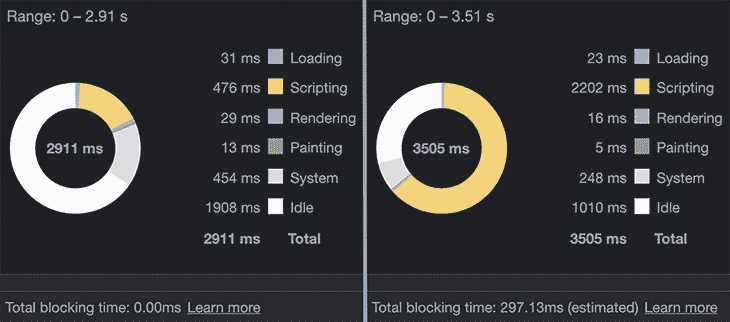 Range: 0 – 2.91 s
31 ms Loading
476 ms Scripting
29 ms Rendering
13 ms Painting
454 ms System
1908 ms Idle
2911 ms Total
2911 ms
Total blocking time: 0.00ms Learn more
Range: 0 – 3.51 s
23 ms Loading
2202 ms Scripting
16 ms Rendering
5 ms Painting
248 ms System
1010 ms Idle
3505 ms Total
3505 ms
Total blocking time: 297.13ms (estimated) Learn more